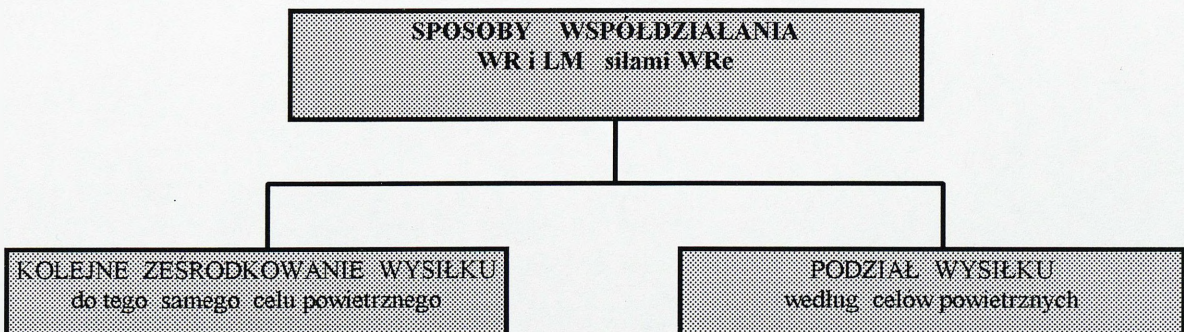 SPOSOBY WSPÓŁDZIAŁANIA
WR i LM siłami WRe
KOLEJNE ZEŚRODKOWANIE WYSIŁKU
do tego samego celu powietrznego
PODZIAŁ WYSIŁKU
według celów powietrznych